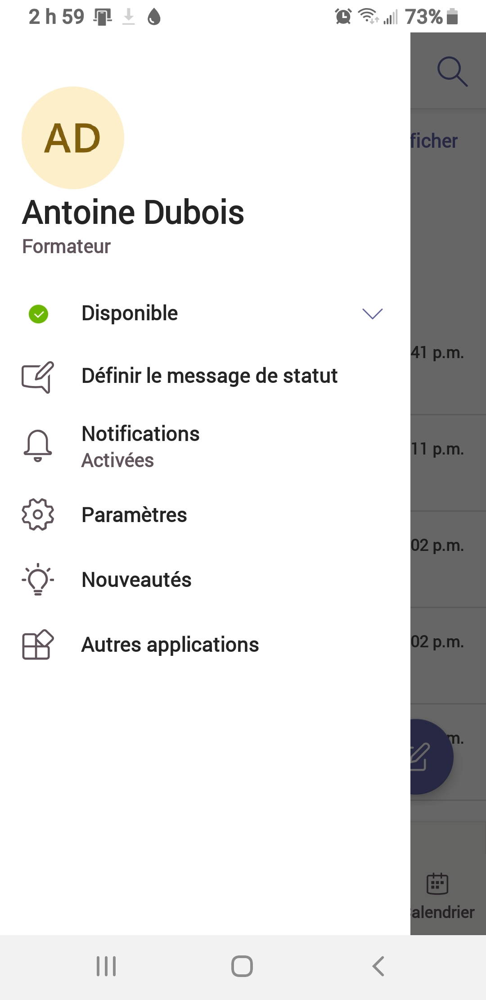 2 h 59
73%
AD
ficher
Antoine Dubois
Formateur
Disponible
41 p.m.
Définir le message de statut
Notifications
11 p.m.
Activées
Paramètres
02 p.m.
Nouveautés
Autres applications
02 p.m.
m.
alendrier